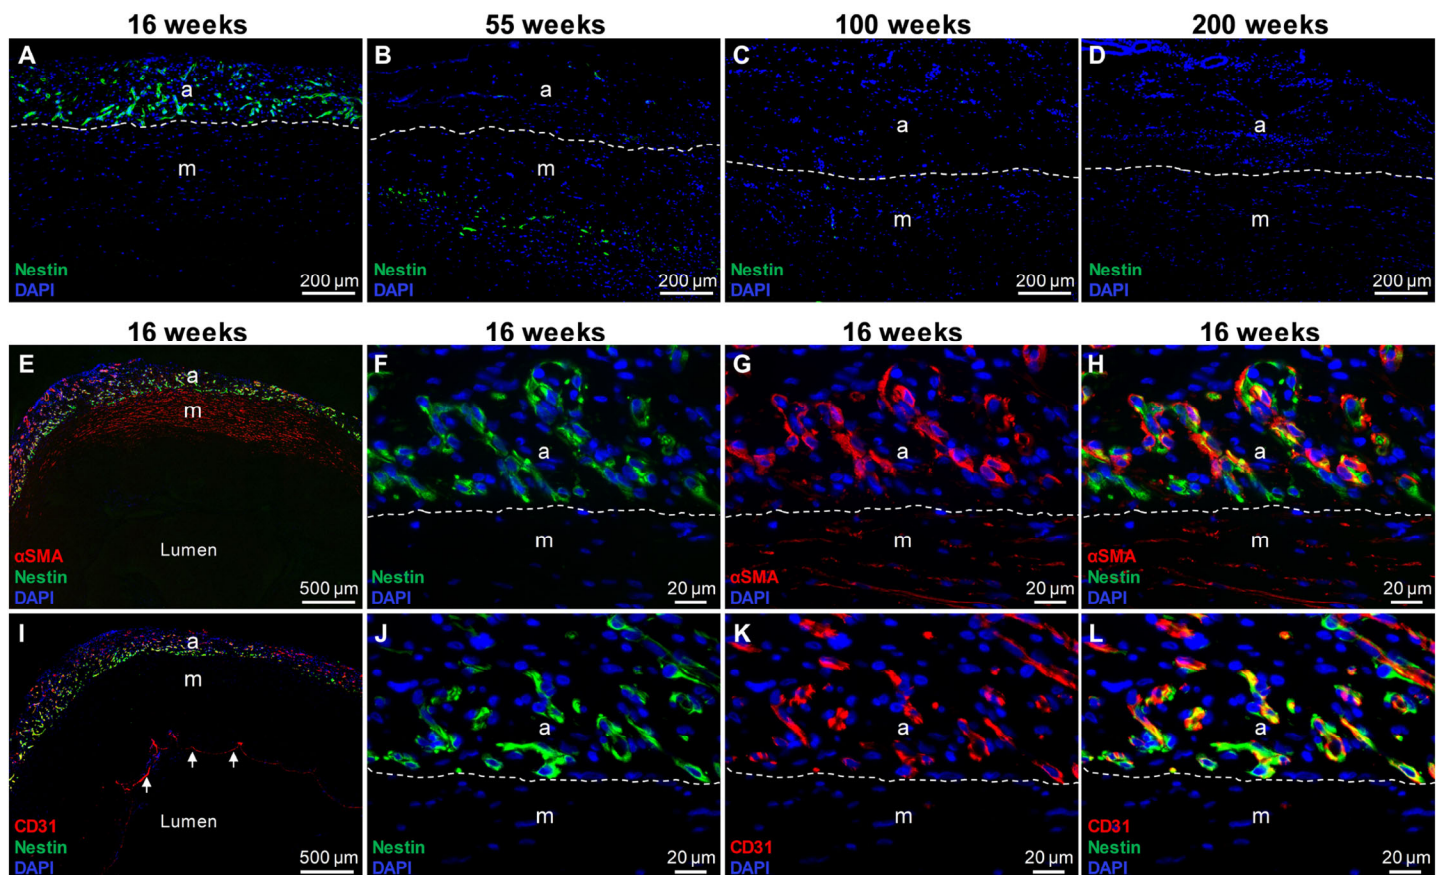 16 weeks
55 weeks
100 weeks
200 weeks
A
a
m
Nestin
DAPI
200 µm
B
a
m
Nestin
DAPI
200 µm
C
a
m
Nestin
DAPI
200 µm
D
a
m
Nestin
DAPI
200 µm
16 weeks
16 weeks
16 weeks
16 weeks
E
a
m
Lumen
αSMA
Nestin
DAPI
500 µm
F
a
m
Nestin
DAPI
20 µm
G
a
m
αSMA
DAPI
20 µm
H
a
m
αSMA
Nestin
DAPI
20 µm
I
a
m
Lumen
CD31
Nestin
DAPI
500 µm
J
a
m
Nestin
DAPI
20 µm
K
a
m
CD31
DAPI
20 µm
L
a
m
CD31
Nestin
DAPI
20 µm